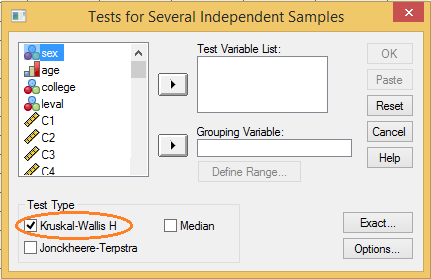 Tests for Several Independent Samples
sex
age
college
leval
C1
C2
C3
C4
Test Variable List:
Grouping Variable:
Define Range...
OK
Paste
Reset
Cancel
Help
Test Type
Kruskal-Wallis H
Median
Jonckheere-Terpstra
Exact...
Options...